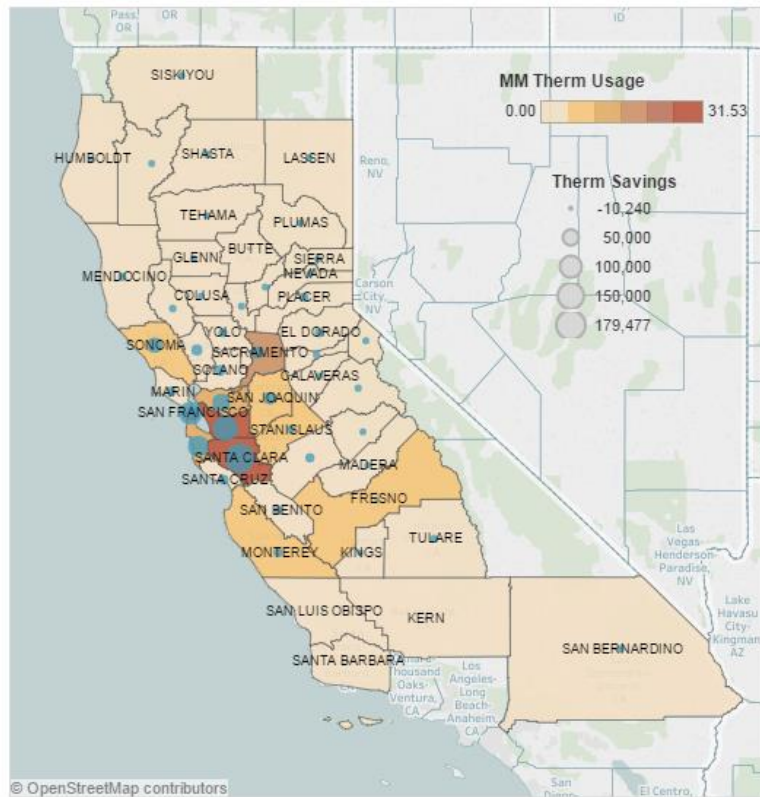 Pass,
OR
OR
ID
SISKIYOU
MM Therm Usage
0.00
31.53
HUMBOLDT
SHASTA
LASSEN
Reno,
NV
Therm Savings
-10,240
50,000
100,000
150,000
179,477
TEHAMA
PLUMAS
BUTTE
GLENN
SIERRA
NEVADA
MENDOCINO
COLUSA
PLACER
Carson
City,
NV
YOLO
EL DORADO
SONOMA
SACRAMENTO
SOLANO
CALAVERAS
MARIN
SAN JOAQUIN
SAN FRANCISCO
STANISLAUS
SANTA CLARA
MADERA
SANTA CRUZ
FRESNO
SAN BENITO
MONTEREY
KINGS
TULARE
Las
Vegas
Henderson-
Paradise,
NV
Lake
Havasu
City-
Kingman
AZ
SAN LUIS OBISPO
KERN
SAN BERNARDINO
SANTA BARBARA
Thousand
Oaks-
Ventura,
CA
Los
Angeles-
Long
Beach-
Anaheim,
CA
San
Diego-
El Centro,
© OpenStreetMap contributors